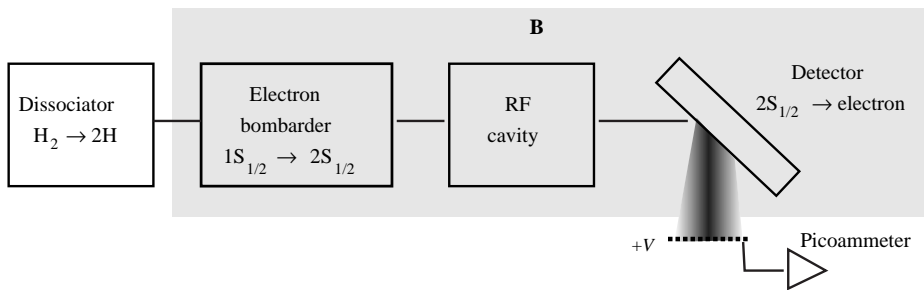 B
Dissociator
H2 → 2H
Electron
bombarder
1S1/2 → 2S1/2
RF
cavity
Detector
2S1/2 → electron
+V
Picoammeter